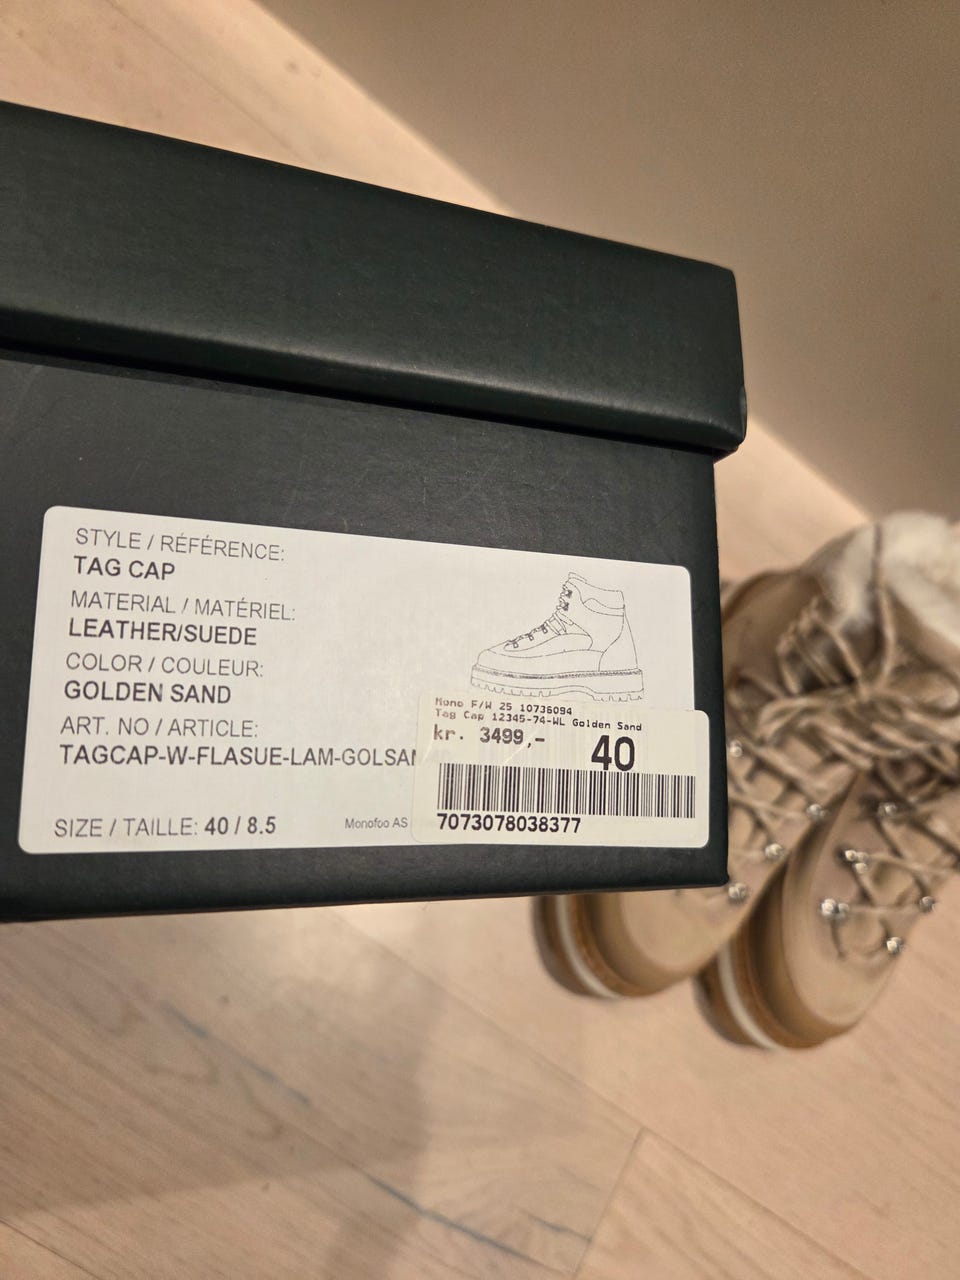 STYLE / RÉFÉRENCE:
TAG CAP
MATERIAL / MATÉRIEL:
LEATHER/SUEDE
COLOR / COULEUR:
GOLDEN SAND
ART. NO / ARTICLE:
TAGCAP-W-FLASUE-LAM-GOLSAN
SIZE / TAILLE: 40 / 8.5
Monofoo AS
Mono F/W 25 10736094
Tag Cap 12345-74-WL Golden Sand
kr. 3499,- 40
7073078038377